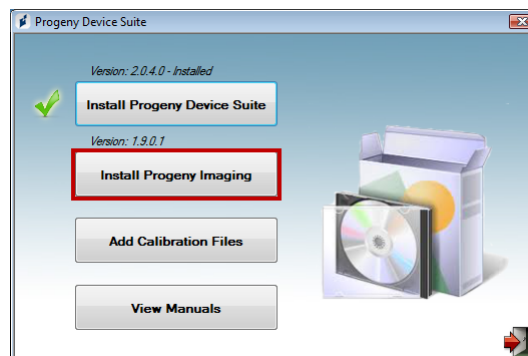 Progeny Device Suite
Version: 2.0.4.0 - Installed
Install Progeny Device Suite
Version: 1.9.0.1
Install Progeny Imaging
Add Calibration Files
View Manuals